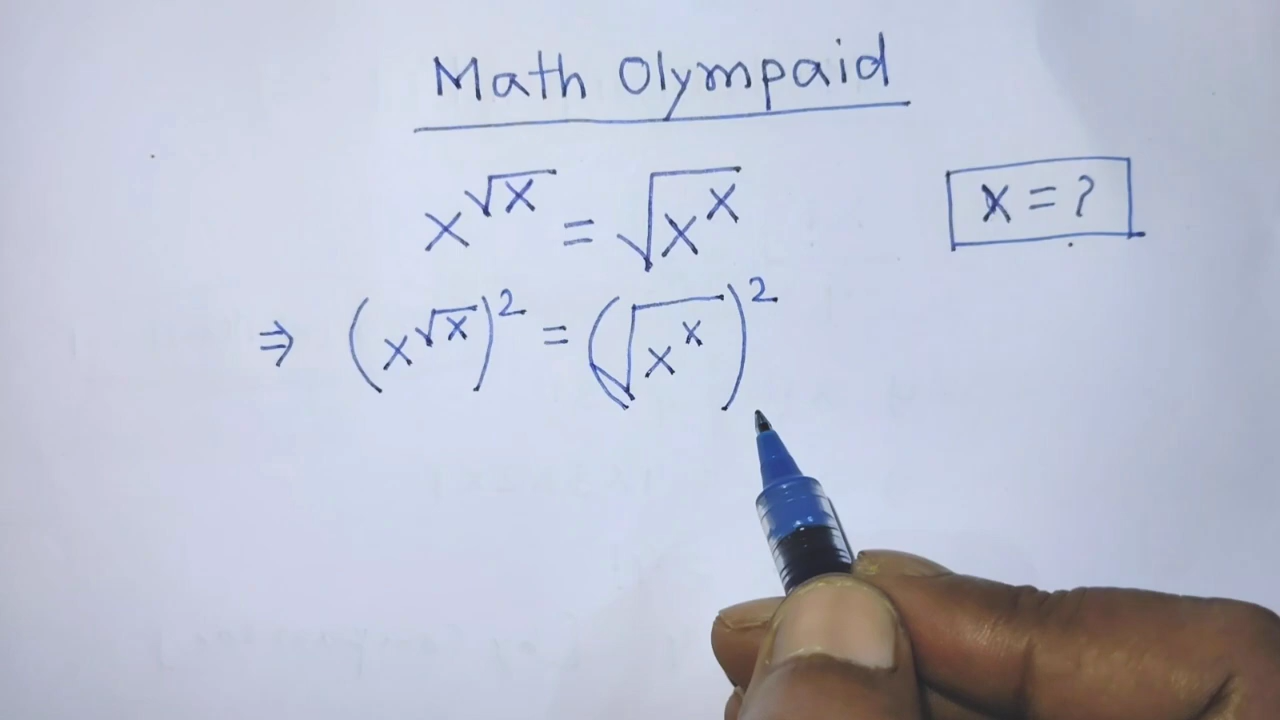 Math Olympaid
x^√x = √(x^x)
x = ?
⇒ (x^√x)^2 = (√(x^x))^2